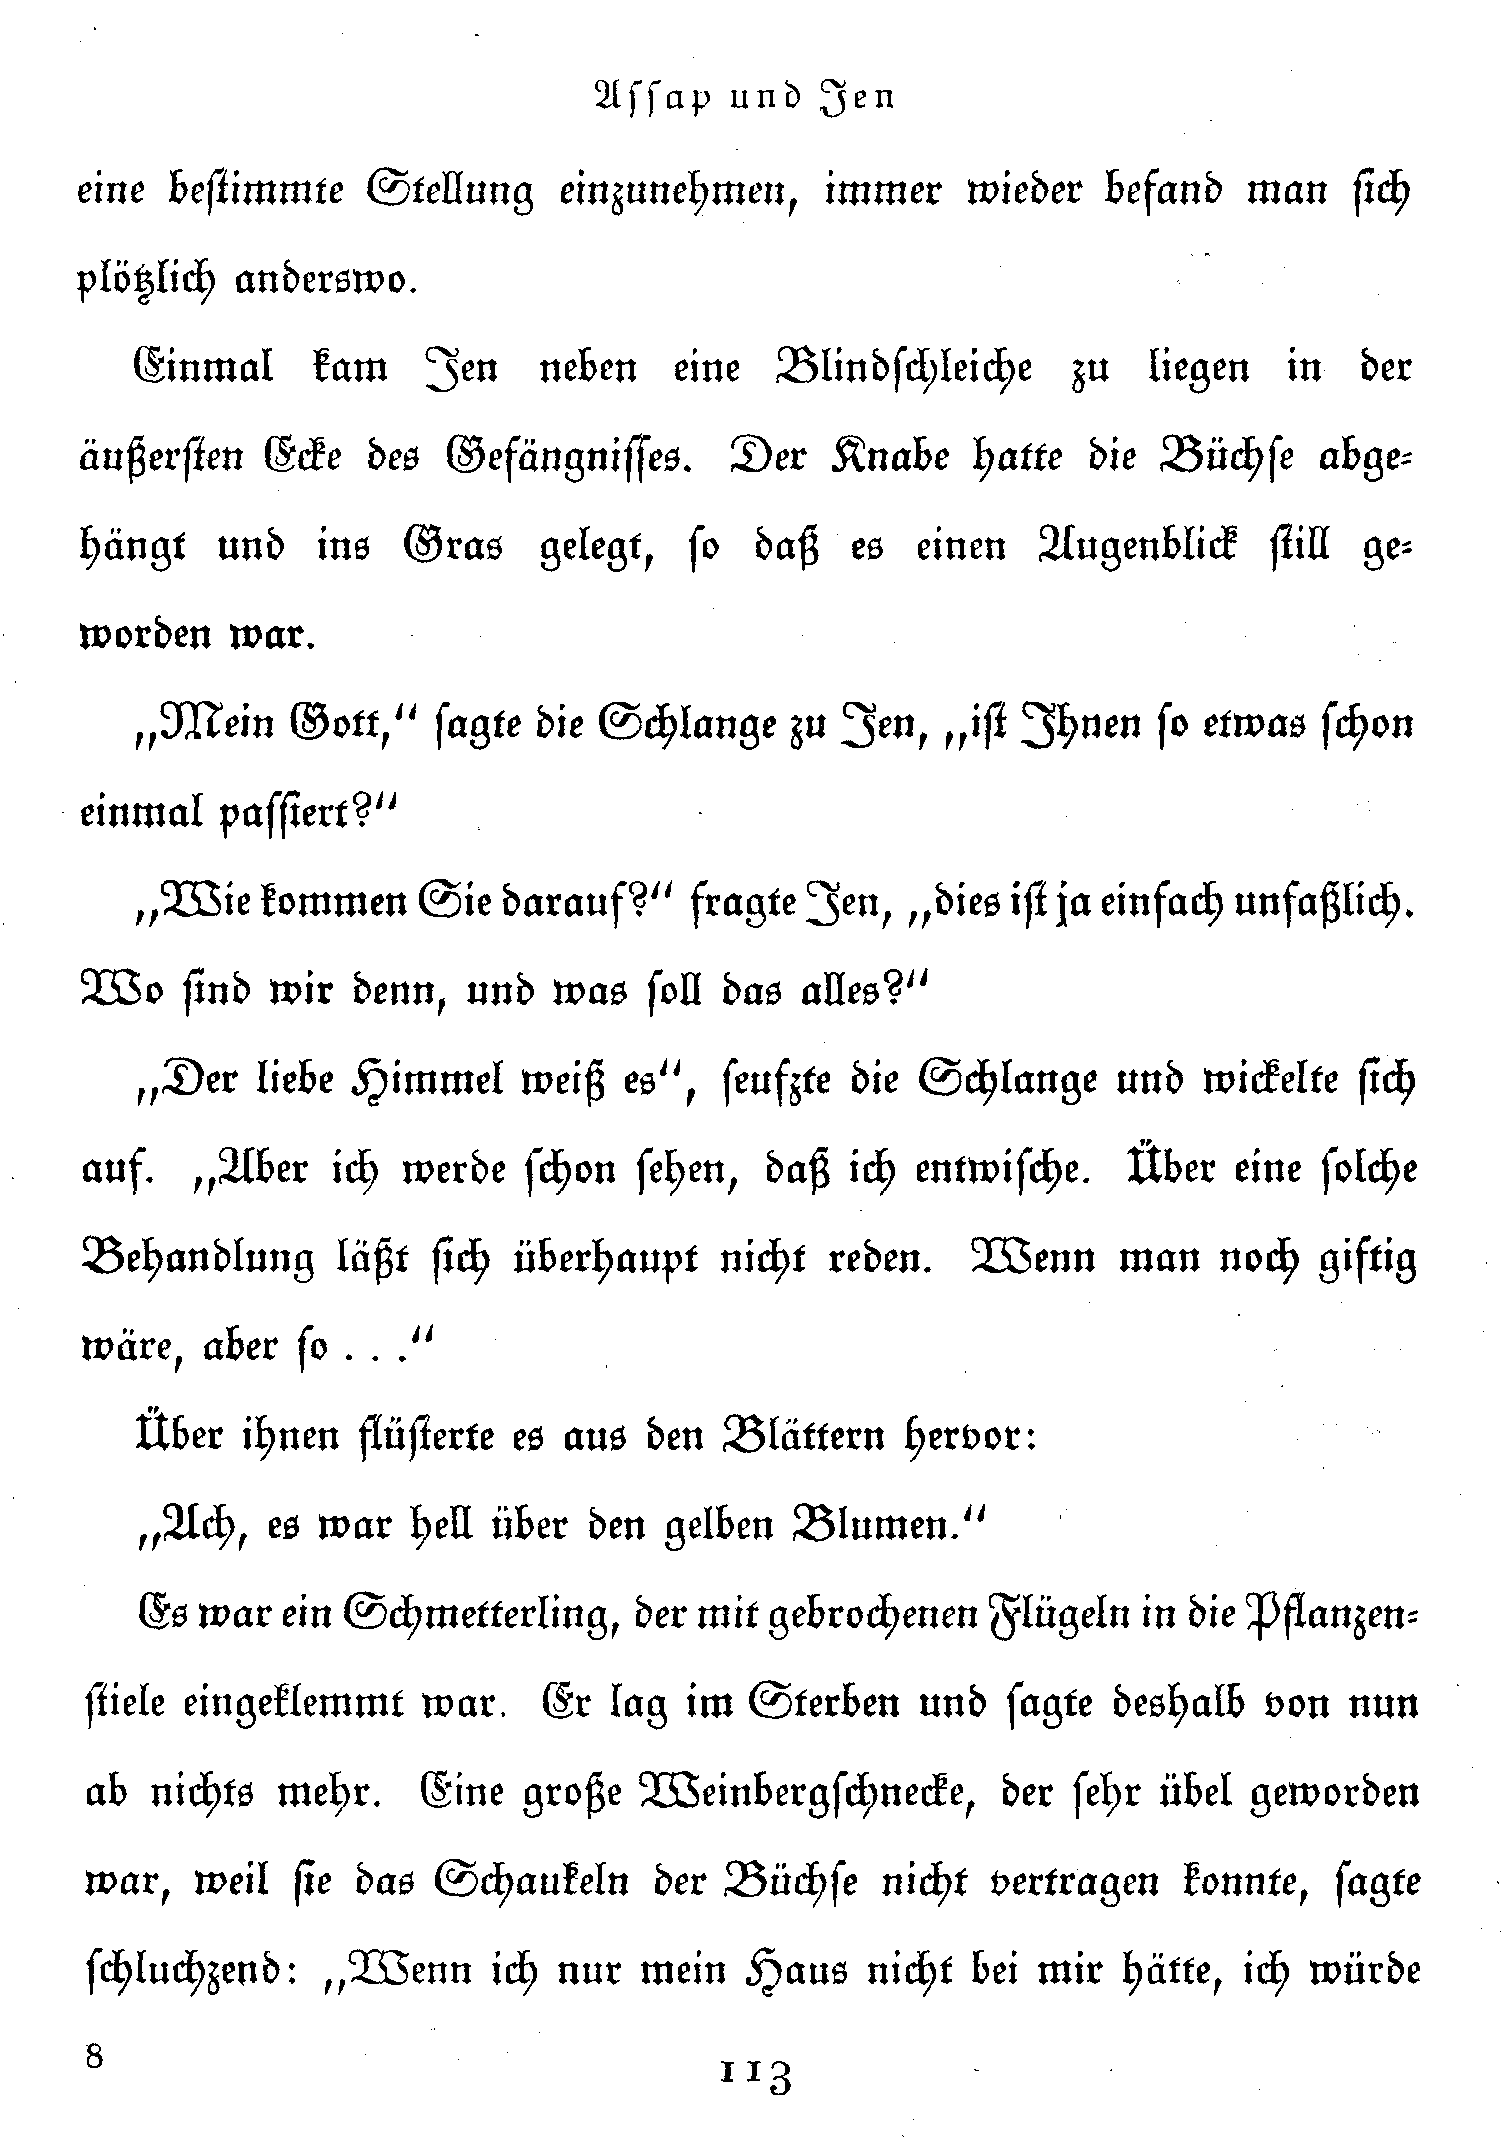 Assap und Jen
eine bestimmte Stellung einzunehmen, immer wieder befand man sich
plötzlich anderswo.
Einmal kam Jen neben eine Blindschleiche zu liegen in der
äußersten Ecke des Gefängnisses. Der Knabe hatte die Büchse abge-
hängt und ins Gras gelegt, so daß es einen Augenblick still ge-
worden war.
„Mein Gott,“ sagte die Schlange zu Jen, „ist Ihnen so etwas schon
einmal passiert?“
„Wie kommen Sie darauf?“ fragte Jen, „dies ist ja einfach unfaßlich.
Wo sind wir denn, und was soll das alles?“
„Der liebe Himmel weiß es“, seufzte die Schlange und wickelte sich
auf. „Aber ich werde schon sehen, daß ich entwische. Über eine solche
Behandlung läßt sich überhaupt nicht reden. Wenn man noch giftig
wäre, aber so . . .“
Über ihnen flüsterte es aus den Blättern hervor:
„Ach, es war hell über den gelben Blumen.“
Es war ein Schmetterling, der mit gebrochenen Flügeln in die Pflanzen-
stiele eingeklemmt war. Er lag im Sterben und sagte deshalb von nun
ab nichts mehr. Eine große Weinbergschnecke, der sehr übel geworden
war, weil sie das Schaukeln der Büchse nicht vertragen konnte, sagte
schluchzend: „Wenn ich nur mein Haus nicht bei mir hätte, ich würde
8
113